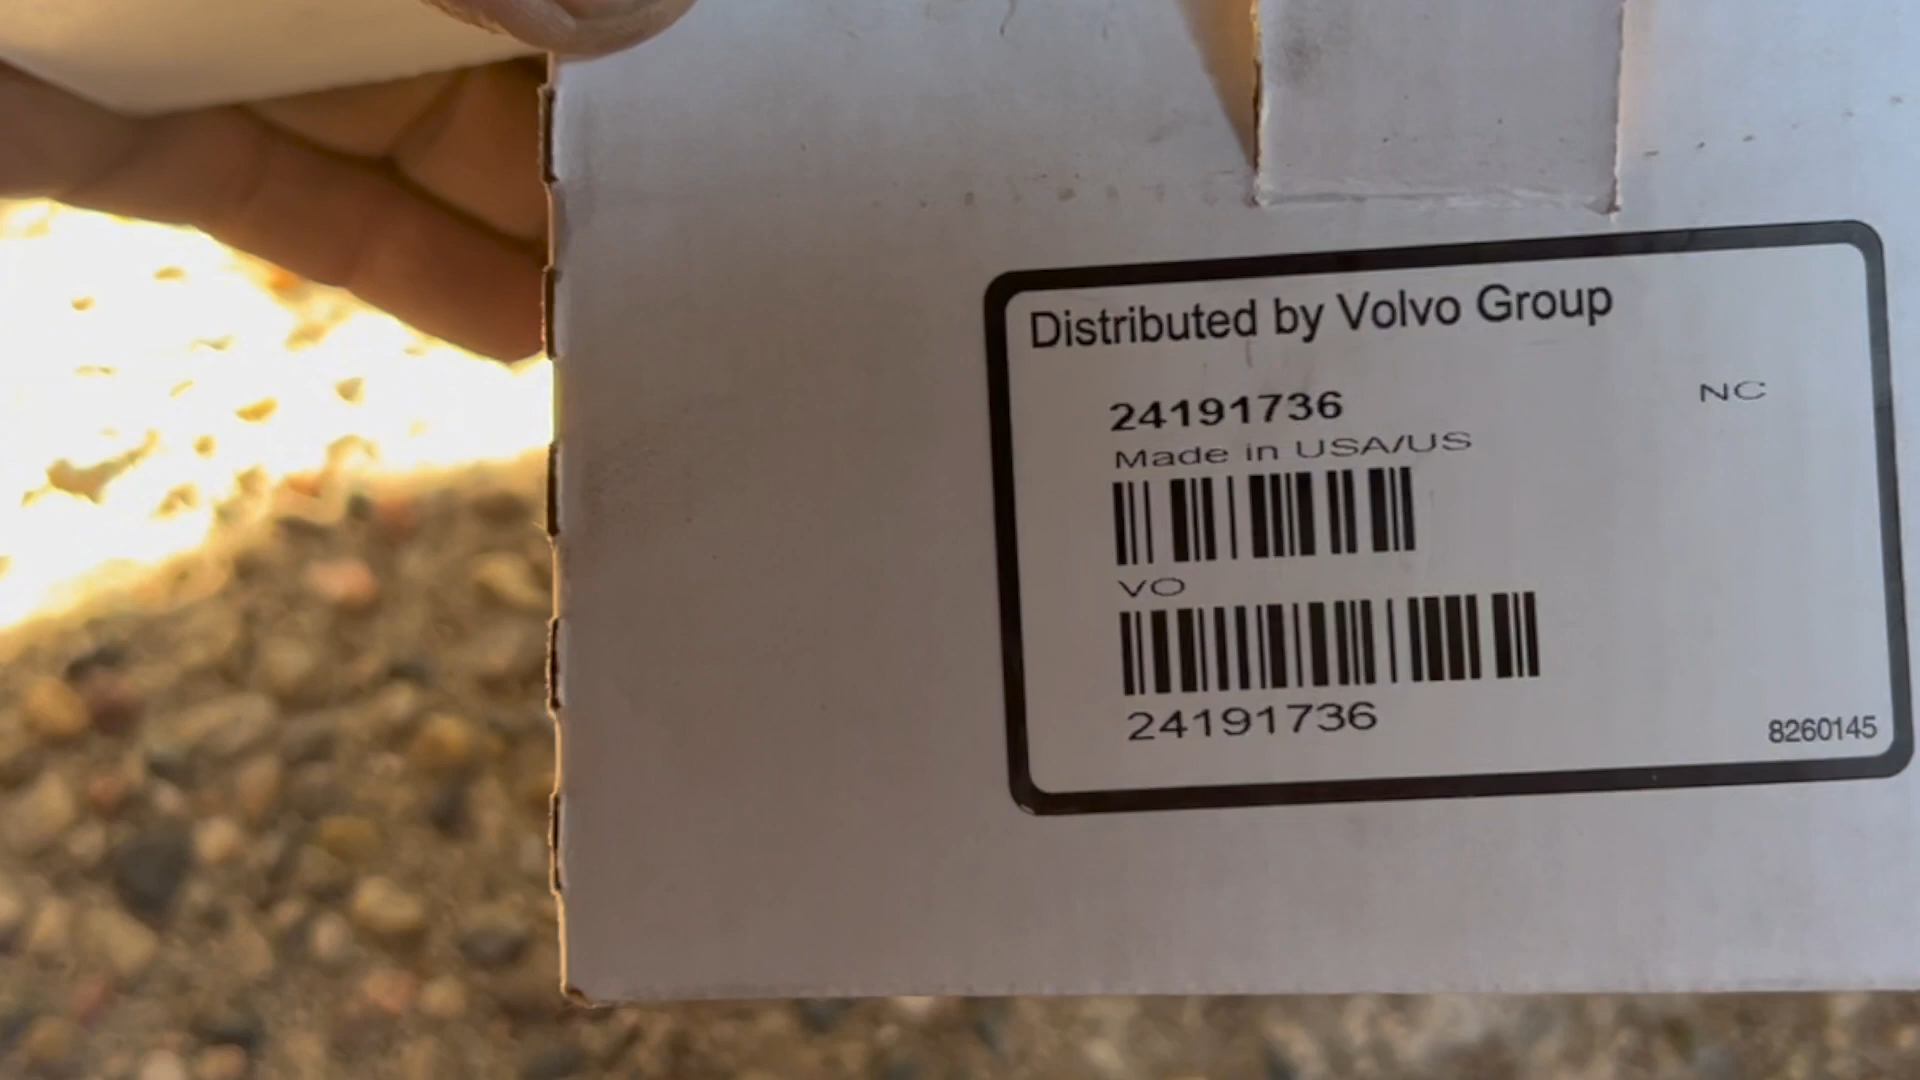 Distributed by Volvo Group
24191736
NC
Made in USA/US
VO
24191736
8260145